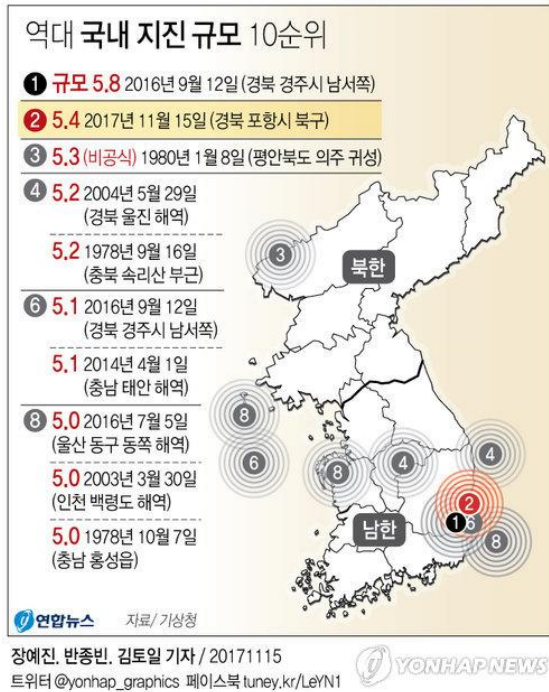 역대 국내 지진 규모 10순위
1 규모 5.8 2016년 9월 12일 (경북 경주시 남서쪽)
2 5.4 2017년 11월 15일 (경북 포항시 북구)
3 5.3 (비공식) 1980년 1월 8일 (평안북도 의주 귀성)
4 5.2 2004년 5월 29일
(경북 울진 해역)
5.2 1978년 9월 16일
(충북 속리산 부근)
6 5.1 2016년 9월 12일
(경북 경주시 남서쪽)
5.1 2014년 4월 1일
(충남 태안 해역)
8 5.0 2016년 7월 5일
(울산 동구 동쪽 해역)
5.0 2003년 3월 30일
(인천 백령도 해역)
5.0 1978년 10월 7일
(충남 홍성읍)
3
북한
8
6
8
4
4
2
1 6
8
남한
연합뉴스 자료/ 기상청
장예진, 반종빈, 김토일 기자 / 20171115
트위터 @yonhap_graphics 페이스북 tuney.kr/LeYN1
YONHAP NEWS